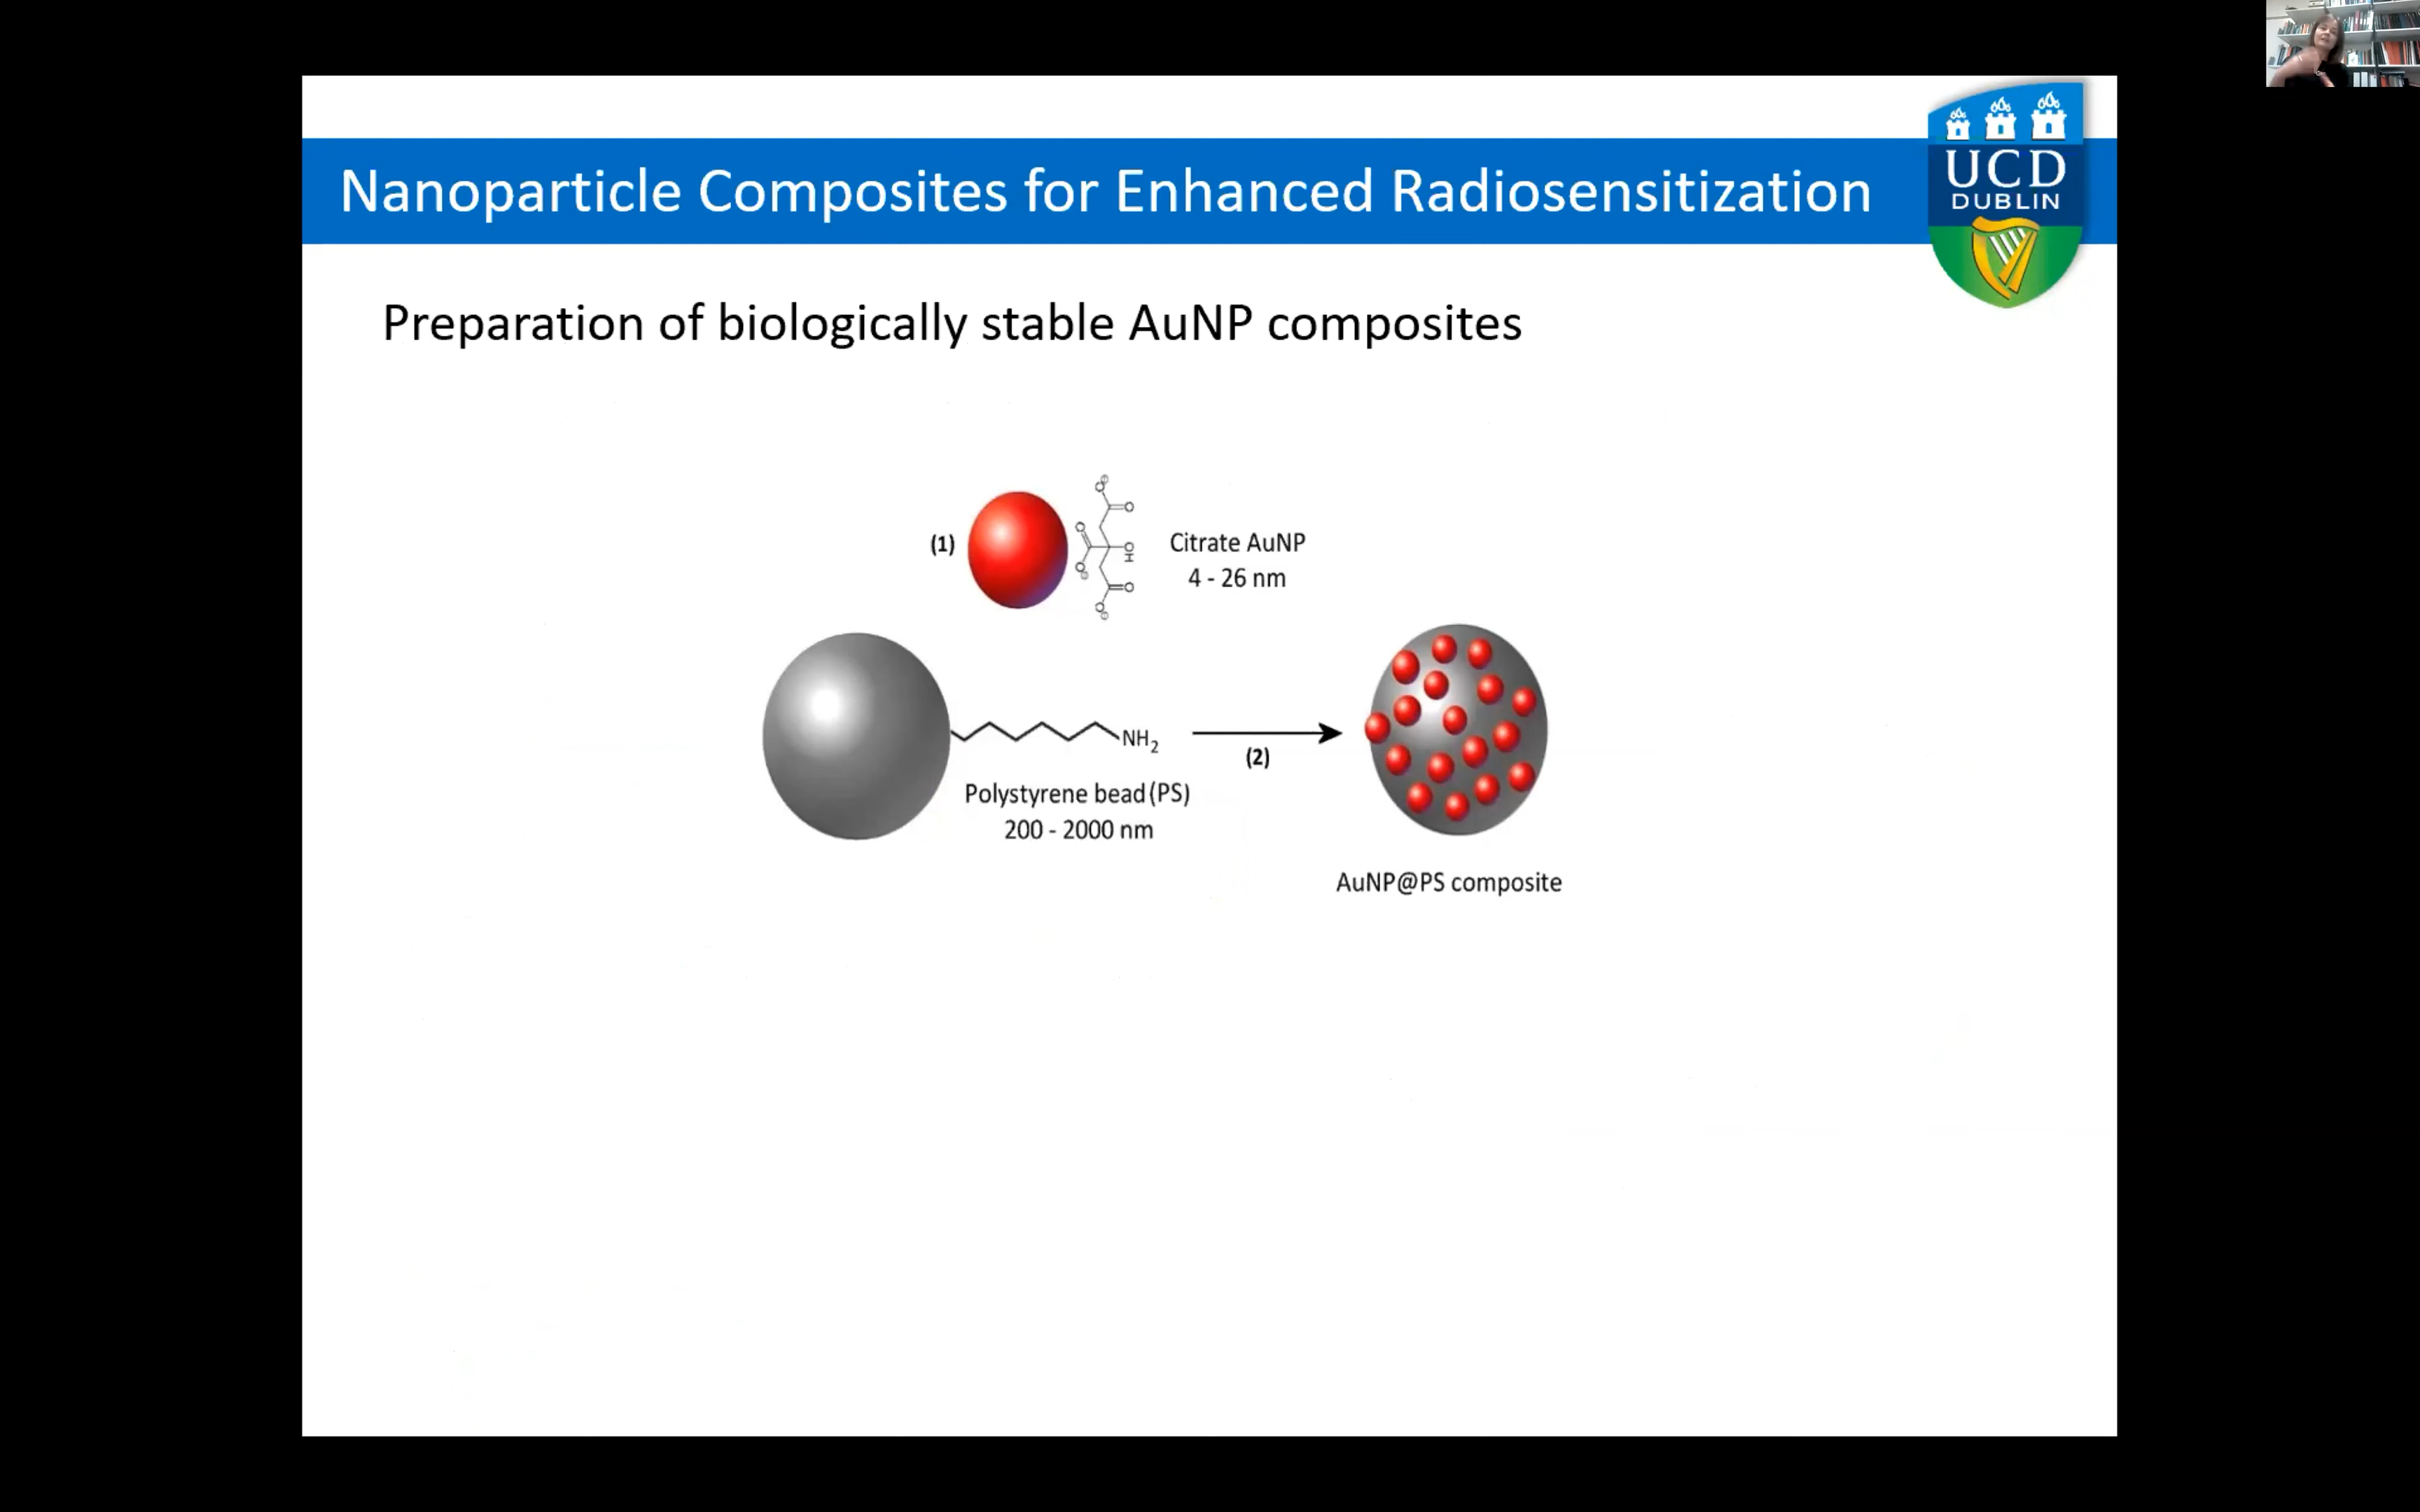 Nanoparticle Composites for Enhanced Radiosensitization
UCD
DUBLIN
Preparation of biologically stable AuNP composites
(1)
O
O
O
O
OH
O
O
Citrate AuNP
4 - 26 nm
NH2
(2)
Polystyrene bead (PS)
200 - 2000 nm
AuNP@PS composite